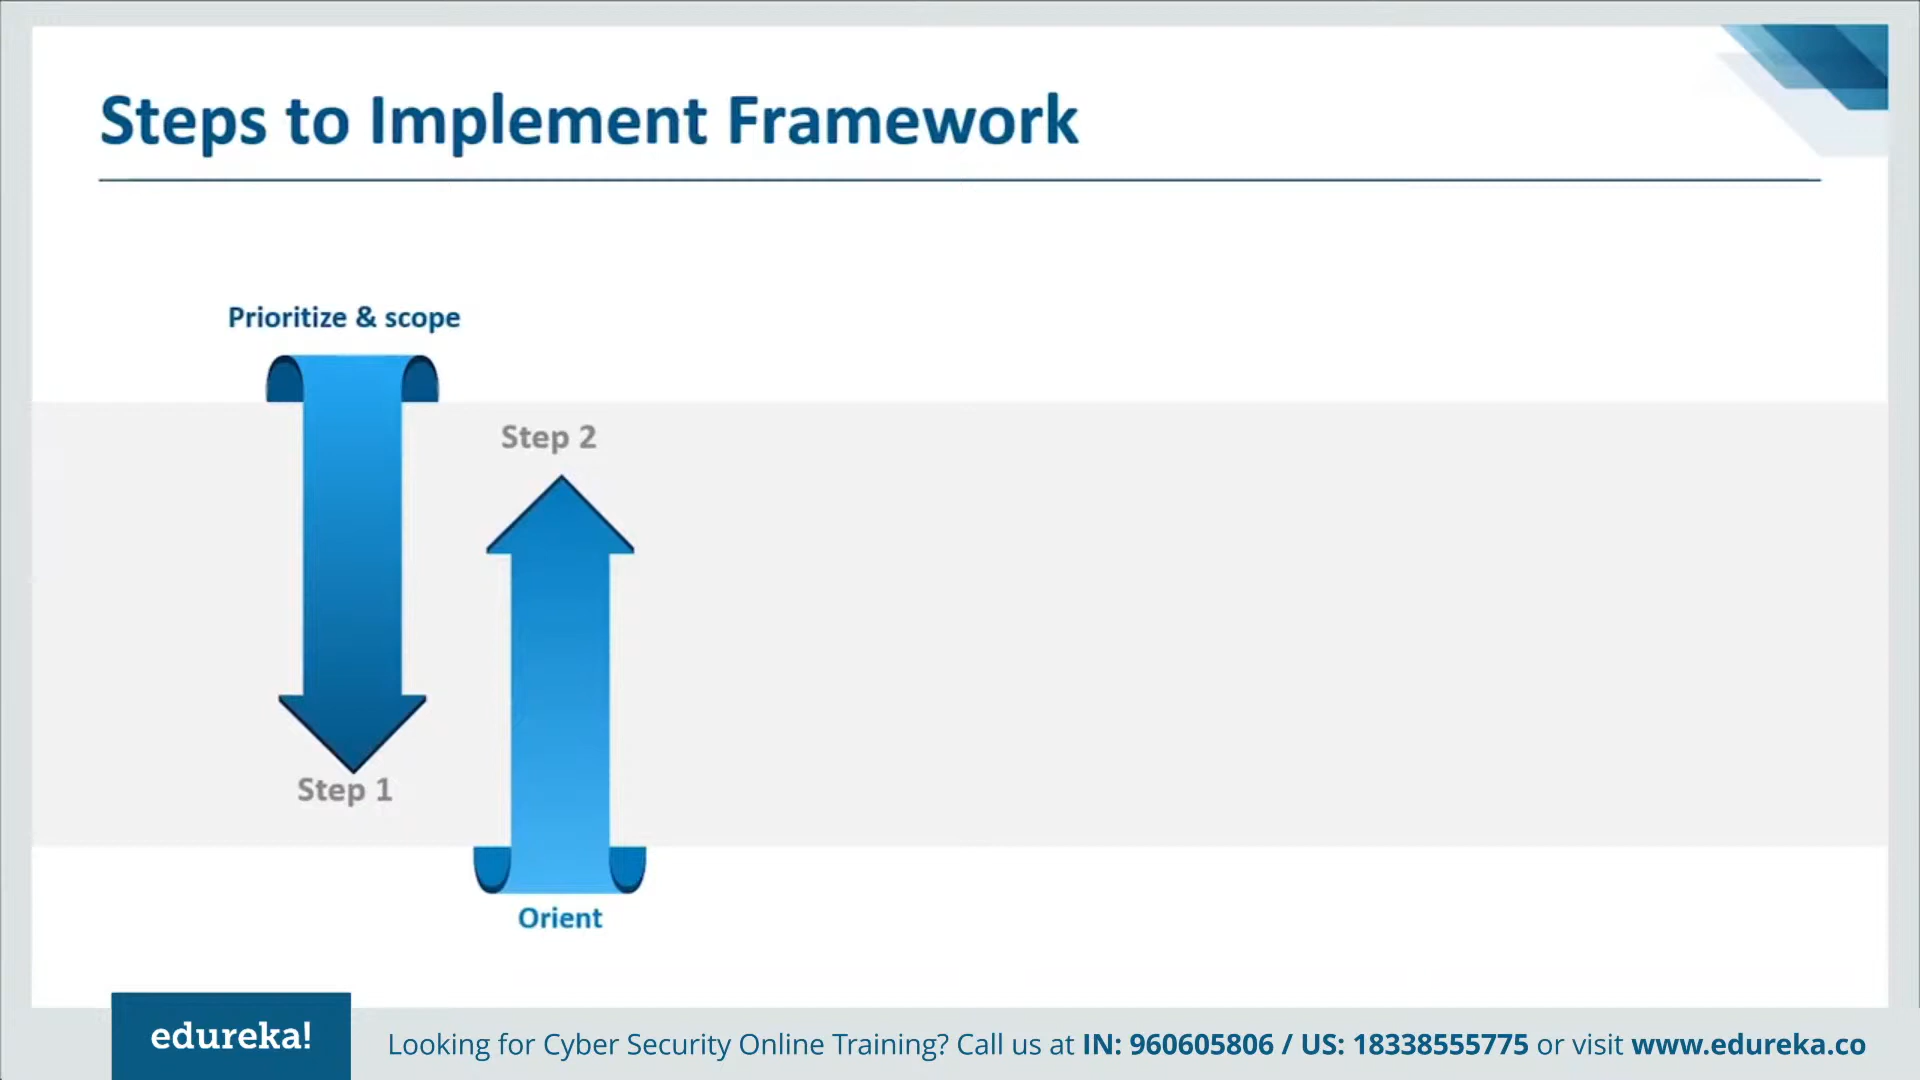 Steps to Implement Framework
Prioritize & scope
Step 2
Step 1
Orient
edureka!
Looking for Cyber Security Online Training? Call us at IN: 960605806 / US: 18338555775 or visit www.edureka.co